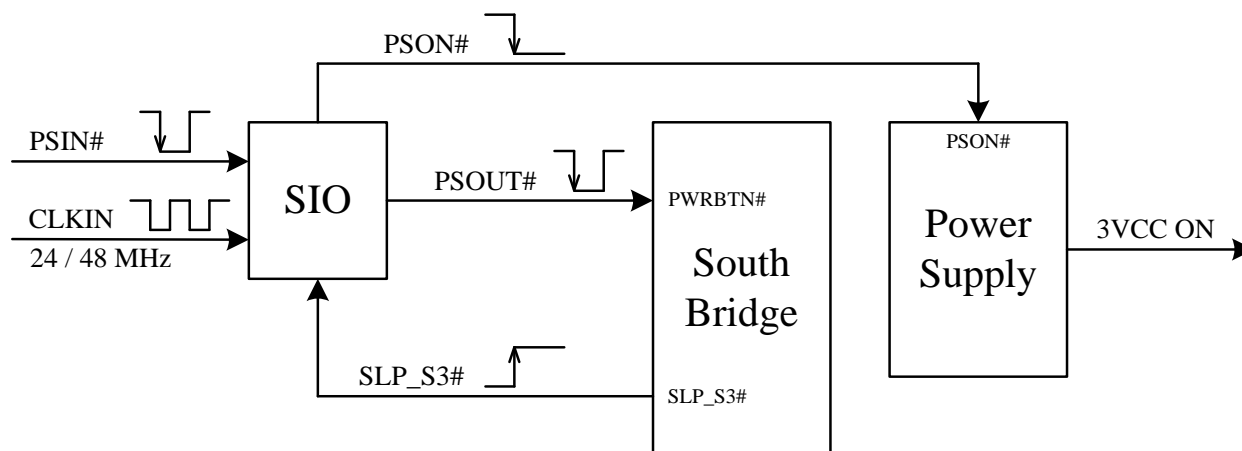 PSON#
PSIN#
PSON#
SIO
PSOUT#
PWRBTN#
CLKIN
24 / 48 MHz
Power
Supply
3VCC ON
South
Bridge
SLP_S3#
SLP_S3#